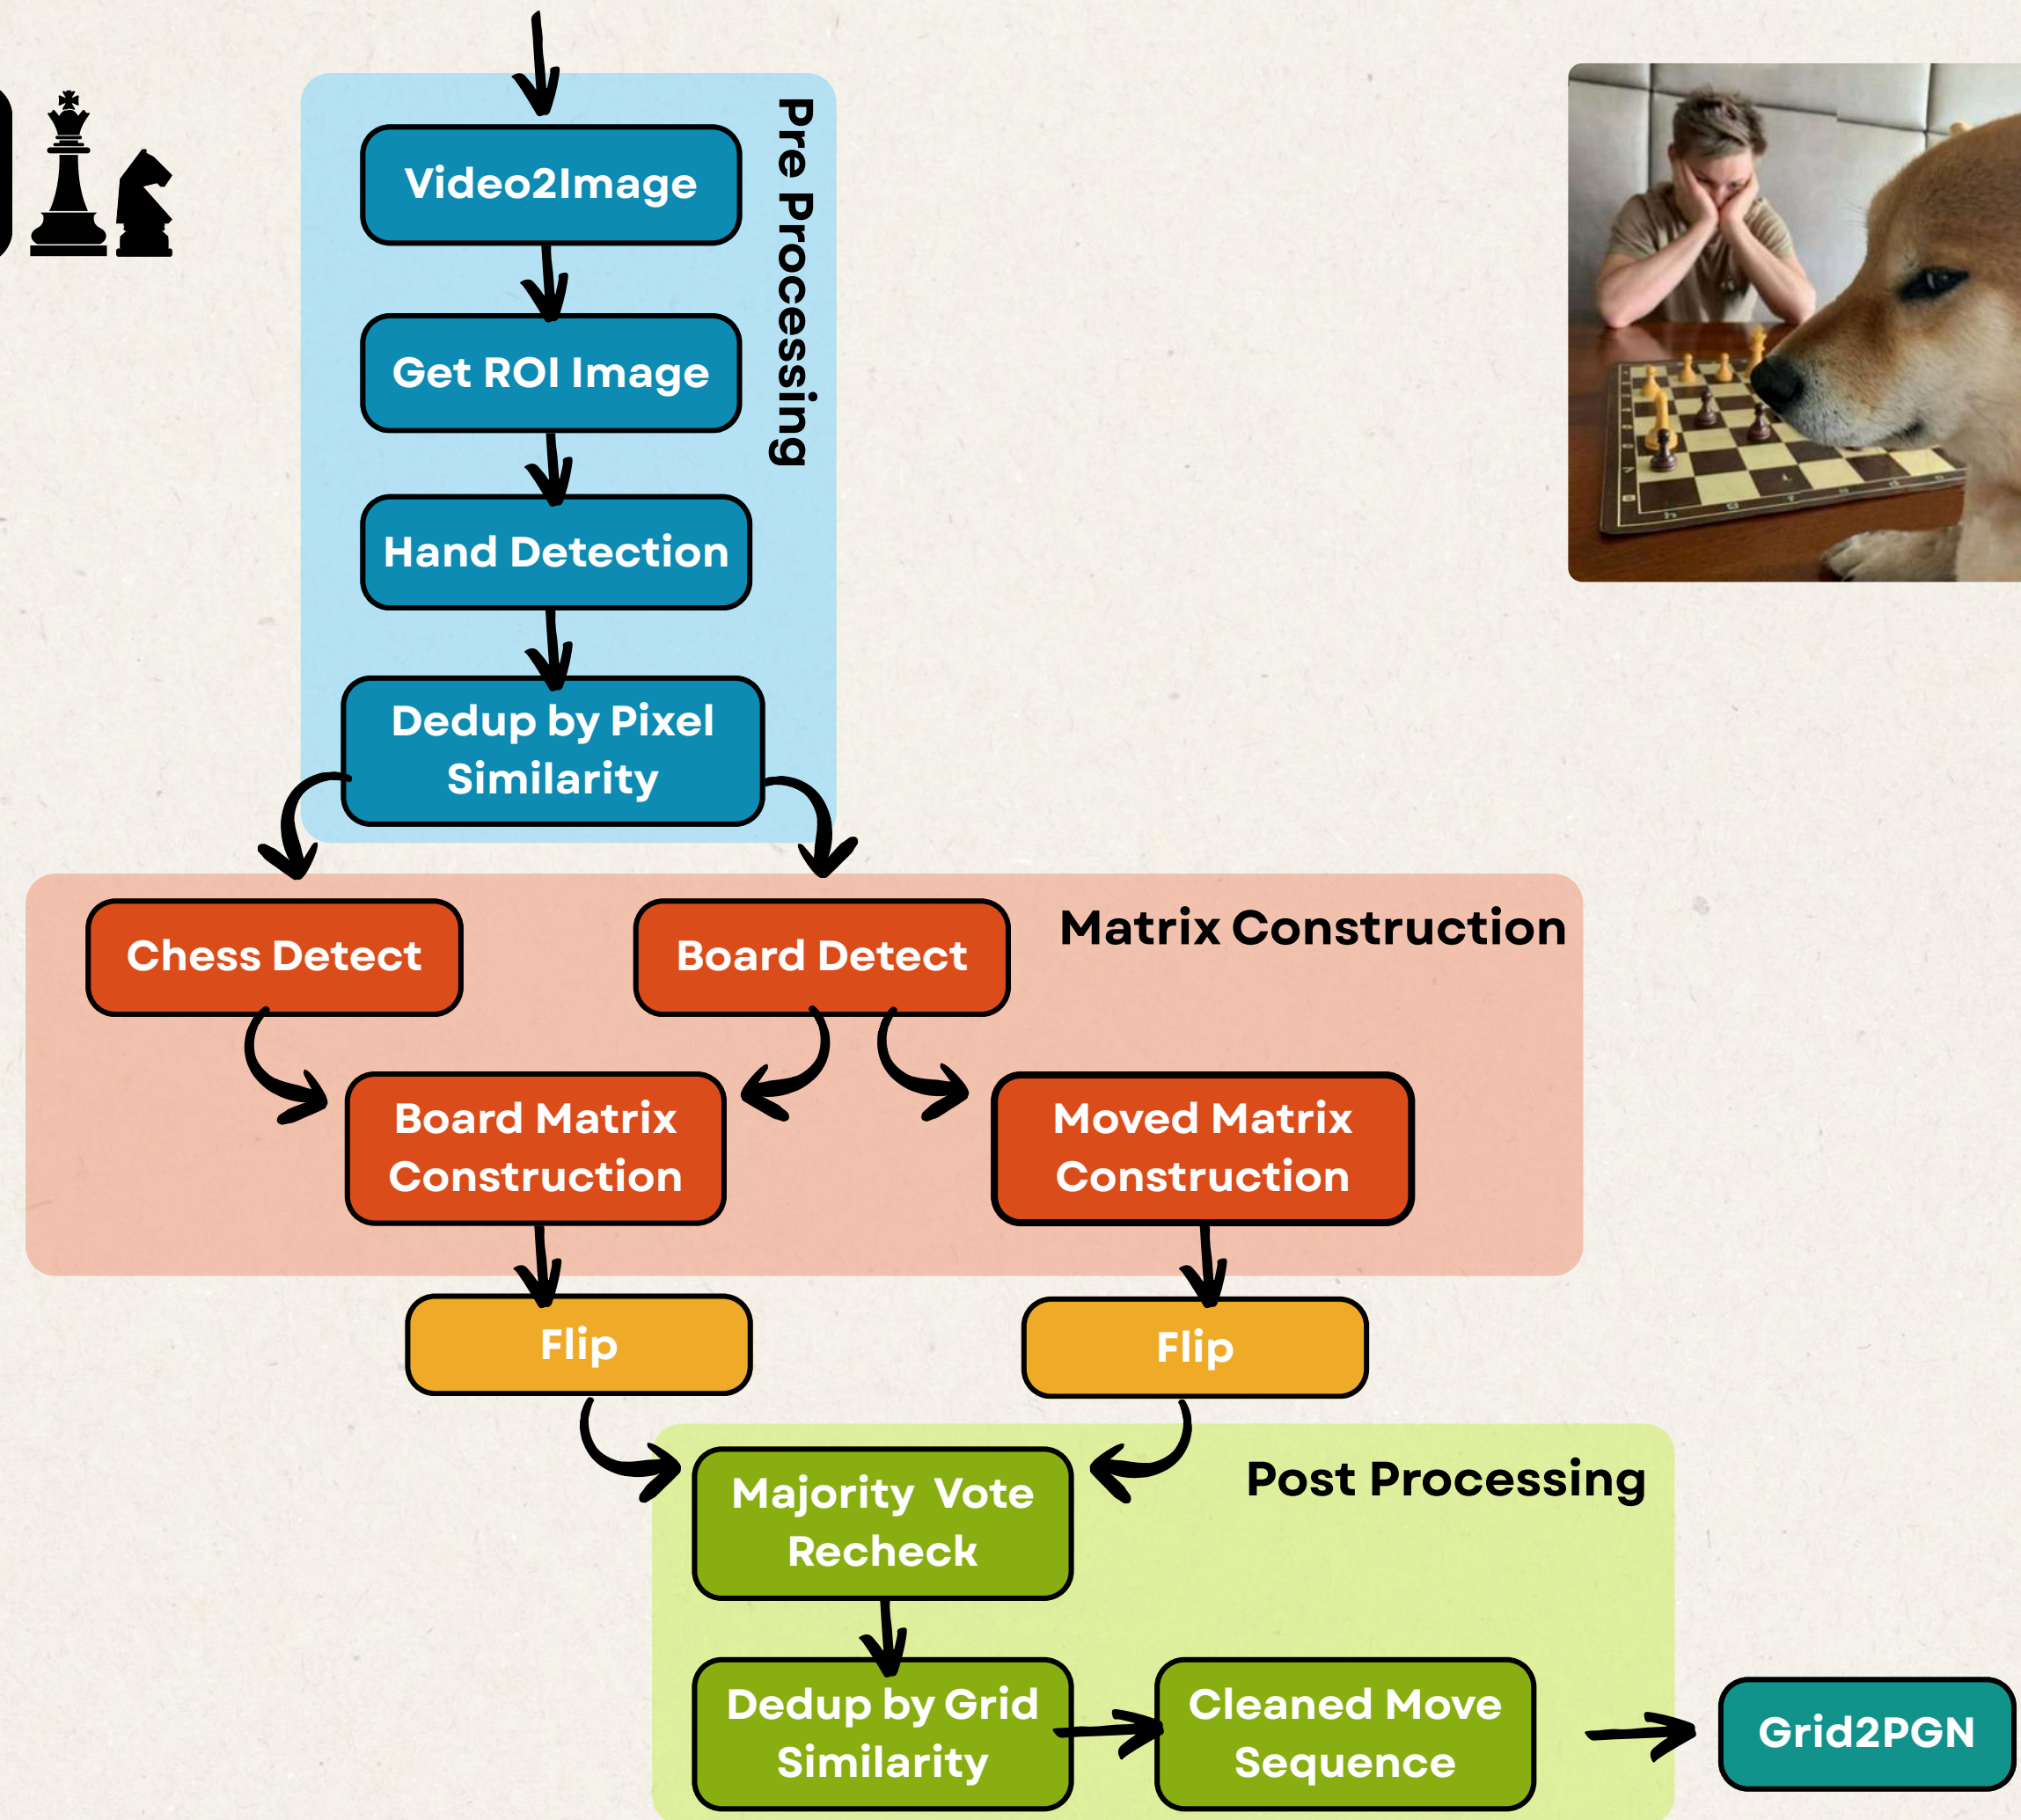 Pre Processing
Video2Image
Get ROI Image
Hand Detection
Dedup by Pixel
Similarity
Matrix Construction
Chess Detect
Board Detect
Board Matrix
Construction
Moved Matrix
Construction
Flip
Flip
Post Processing
Majority Vote
Recheck
Dedup by Grid
Similarity
Cleaned Move
Sequence
Grid2PGN